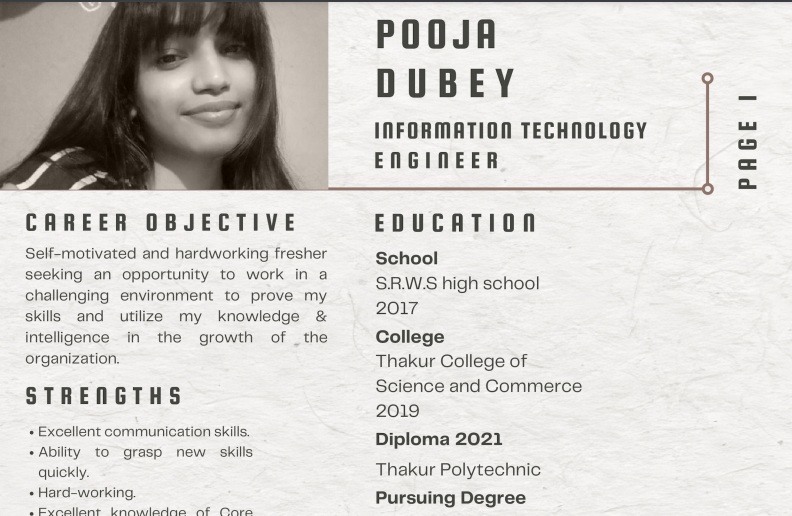 POOJA
DUBEY
INFORMATION TECHNOLOGY
ENGINEER
PAGE 1
CAREER OBJECTIVE
Self-motivated and hardworking fresher
seeking an opportunity to work in a
challenging environment to prove my
skills and utilize my knowledge &
intelligence in the growth of the
organization.
STRENGTHS
• Excellent communication skills.
• Ability to grasp new skills
quickly.
• Hard-working.
• Excellent knowledge of Core
EDUCATION
School
S.R.W.S high school
2017
College
Thakur College of
Science and Commerce
2019
Diploma 2021
Thakur Polytechnic
Pursuing Degree